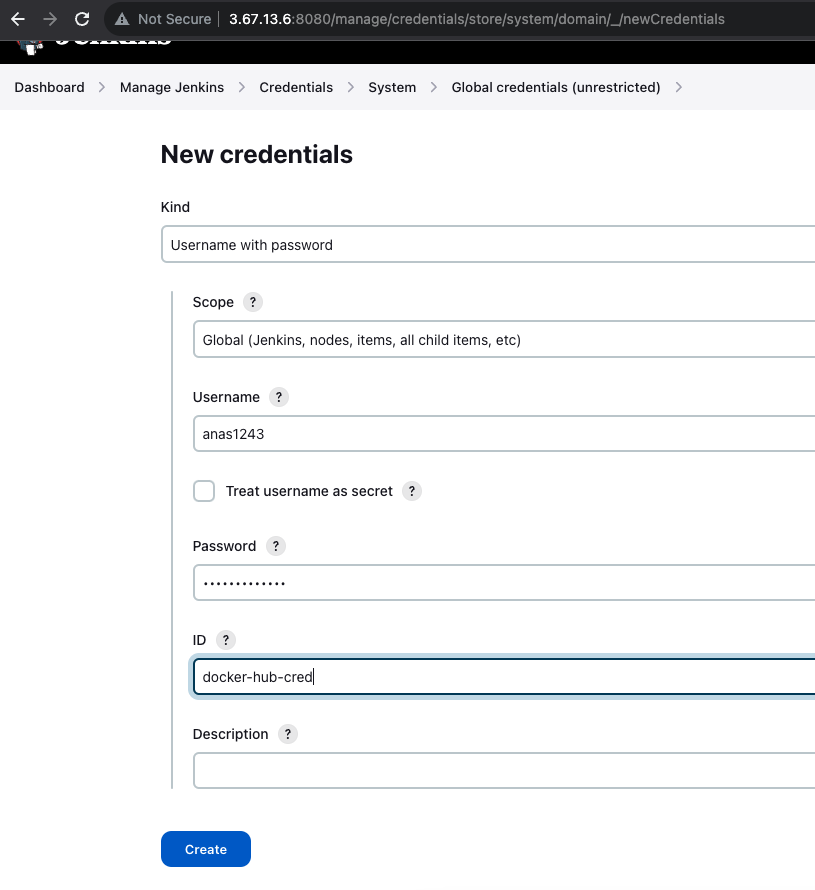 Not Secure 3.67.13.6:8080/manage/credentials/store/system/domain/_/newCredentials
Jenkins
Dashboard Manage Jenkins Credentials System Global credentials (unrestricted)
New credentials
Kind
Username with password
Scope ?
Global (Jenkins, nodes, items, all child items, etc)
Username ?
anas1243
Treat username as secret ?
Password ?
•••••••••••••
ID ?
docker-hub-cred
Description ?
Create